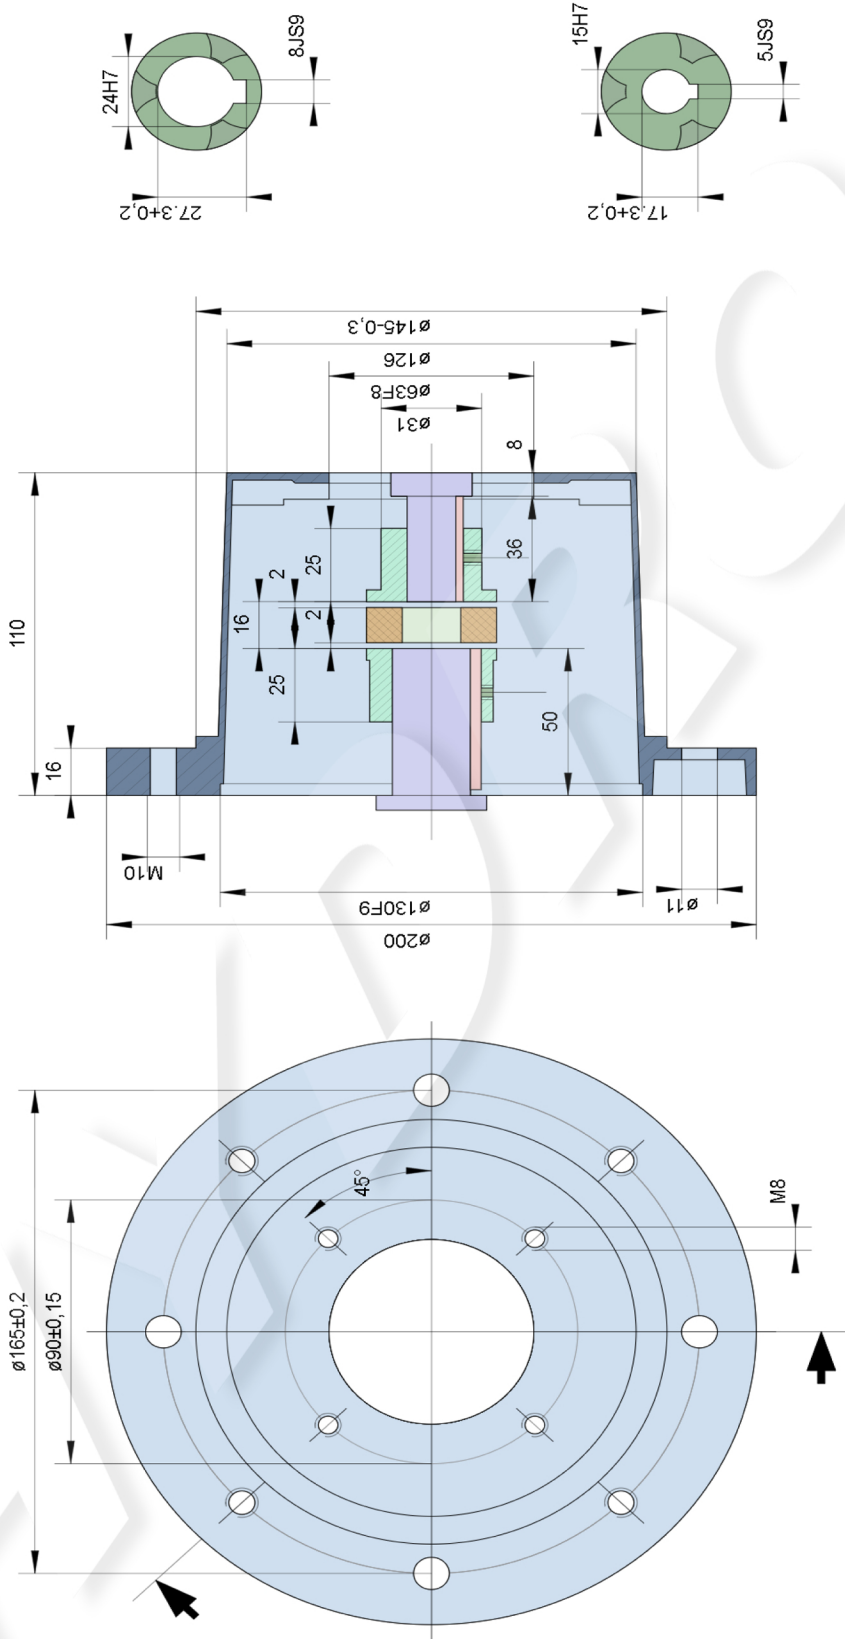 24H7
8JS9
27.3+0,2
15H7
5JS9
17.3+0,2
ø145-0,3
ø126
ø63F8
ø31
8
110
2
25
36
16
2
25
50
16
M10
ø130F9
ø11
ø200
ø165±0,2
ø90±0,15
45°
M8